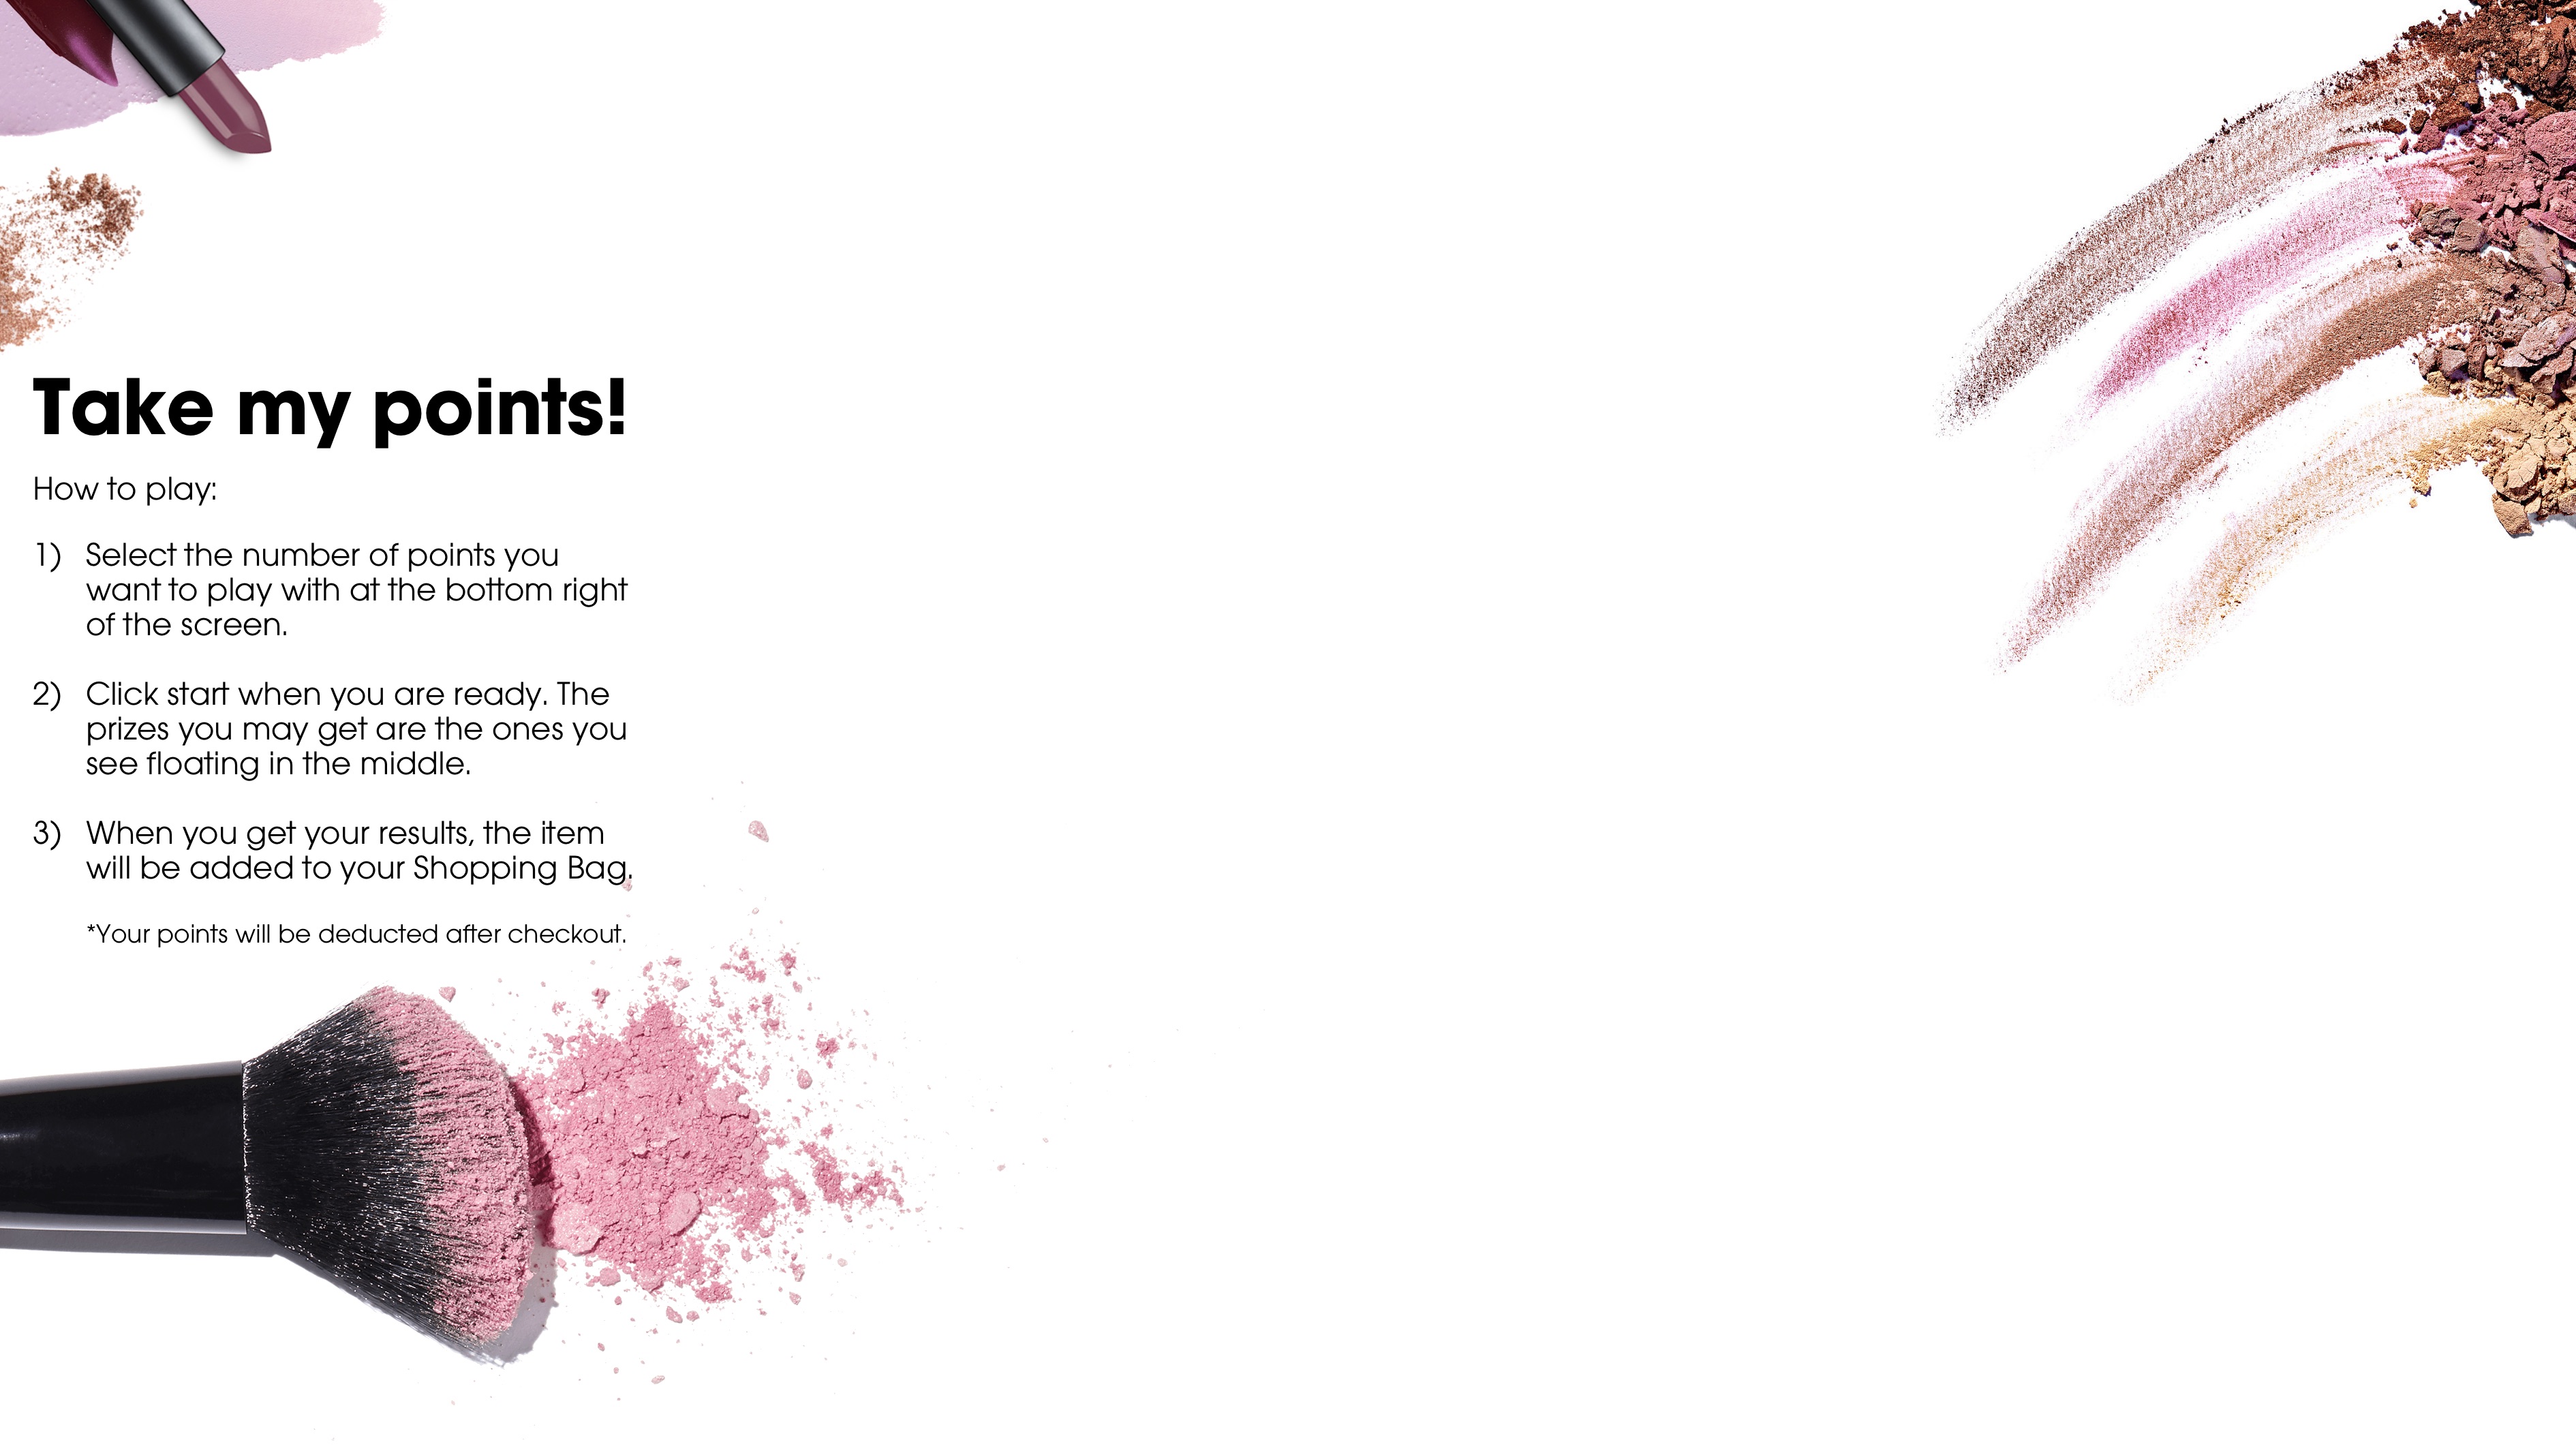 Take my points!
How to play:
1) Select the number of points you
want to play with at the bottom right
of the screen.
2) Click start when you are ready. The
prizes you may get are the ones you
see floating in the middle.
3) When you get your results, the item
will be added to your Shopping Bag.
*Your points will be deducted after checkout.